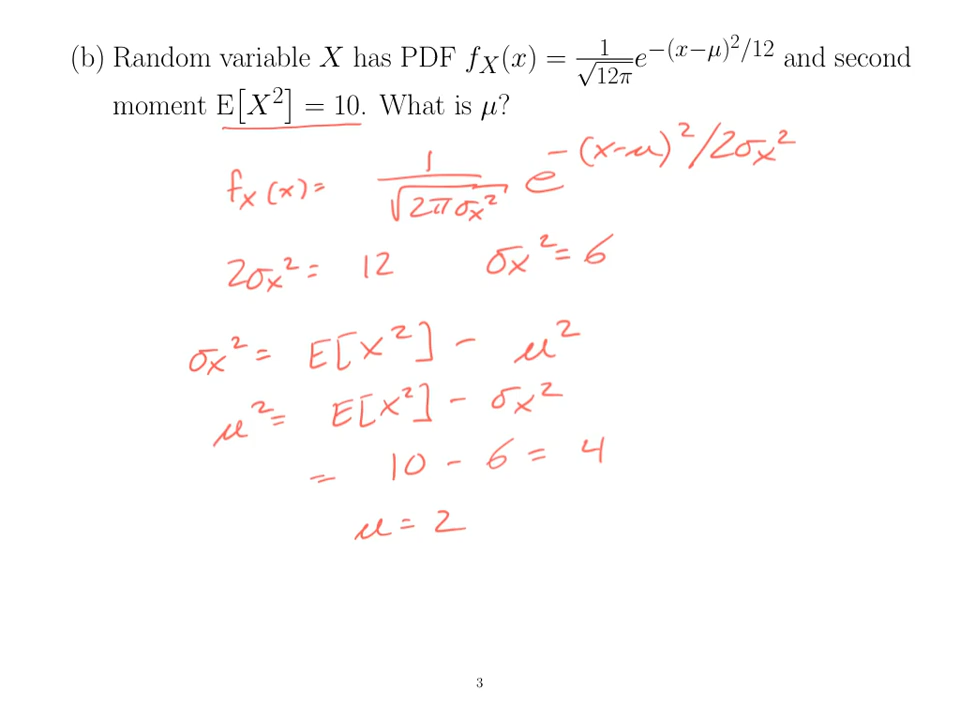 (b) Random variable X has PDF f_X(x) = 1/√(12π) e^{−(x−μ)²/12} and second
moment E[X²] = 10. What is μ?
f_X(x) = 1/√(2πσ_X²) e^{−(x−μ)²/2σ_X²}
2σ_X² = 12 σ_X² = 6
σ_X² = E[X²] − μ²
μ² = E[X²] − σ_X²
= 10 − 6 = 4
μ = 2
3